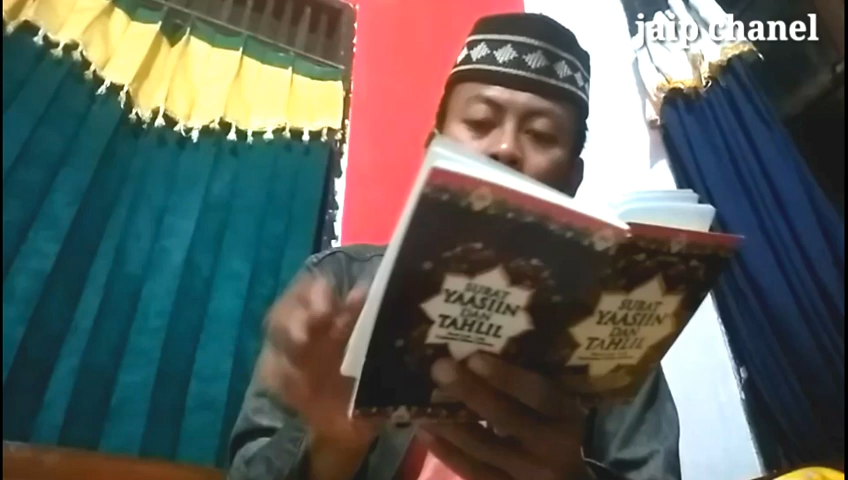 jaip chanel
SURAT
YAASIIN
DAN
TAHLIL
SURAT
YAASIIN
DAN
TAHLIL